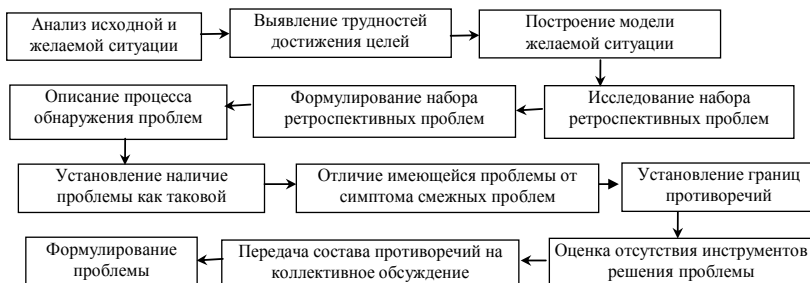 Анализ исходной и
желаемой ситуации
Выявление трудностей
достижения целей
Построение модели
желаемой ситуации
Исследование набора
ретроспективных проблем
Формулирование набора
ретроспективных проблем
Описание процесса
обнаружения проблем
Установление наличие
проблемы как таковой
Отличие имеющейся проблемы от
симптома смежных проблем
Установление границ
противоречий
Оценка отсутствия инструментов
решения проблемы
Передача состава противоречий на
коллективное обсуждение
Формулирование
проблемы